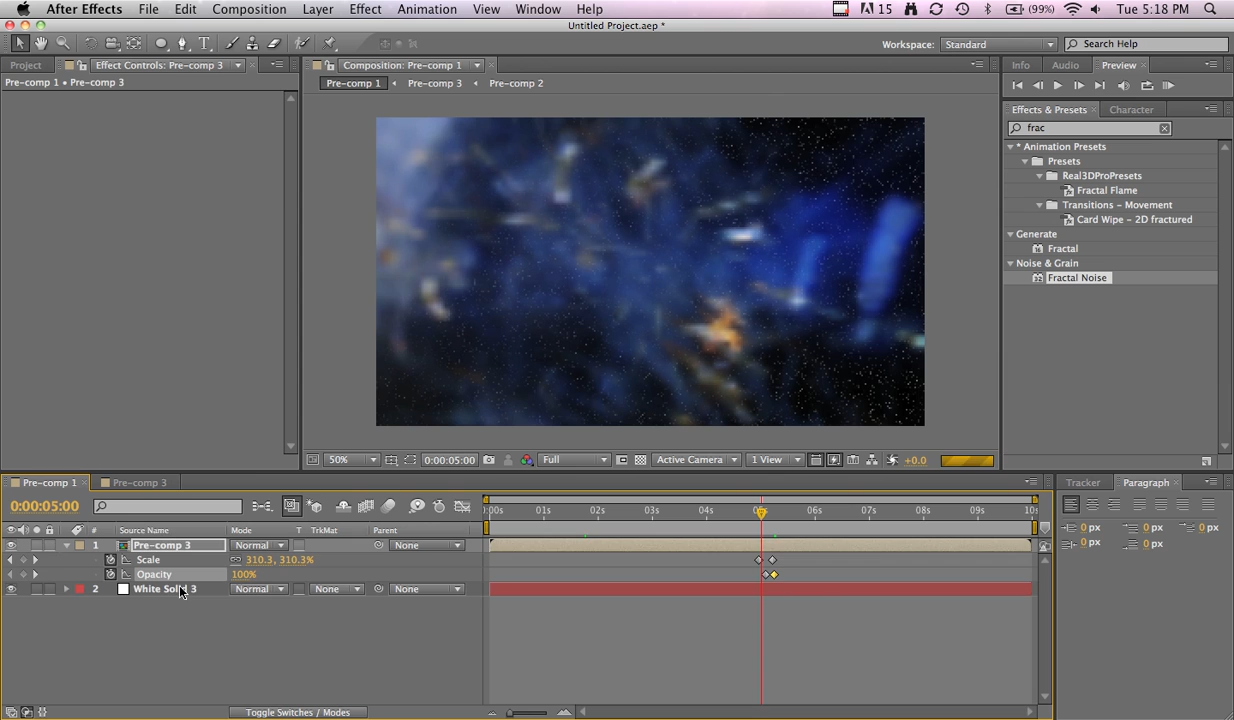 After Effects File Edit Composition Layer Effect Animation View Window Help 15 (99%) Tue 5:18 PM
Untitled Project.aep *
Workspace: Standard Search Help
Project Effect Controls: Pre-comp 3 Composition: Pre-comp 1 Info Audio Preview
Pre-comp 1 • Pre-comp 3
Pre-comp 1 Pre-comp 3 Pre-comp 2
Effects & Presets Character
frac
* Animation Presets
Presets
Real3DProPresets
Fractal Flame
Transitions – Movement
Card Wipe – 2D fractured
Generate
Fractal
Noise & Grain
Fractal Noise
50% 0:00:05:00 Full Active Camera 1 View +0.0
Pre-comp 1 Pre-comp 3 Tracker Paragraph
0:00:05:00
:00s 01s 02s 03s 04s 06s 07s 08s 09s 10s
# Source Name Mode T TrkMat Parent
1 Pre-comp 3 Normal None
Scale 310.3, 310.3%
Opacity 100%
2 White Solid 3 Normal None None
0 px 0 px 0 px
0 px 0 px
Toggle Switches / Modes